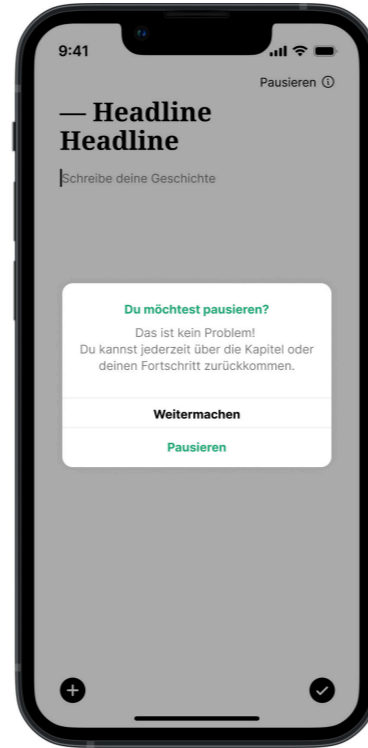 9:41
Pausieren
— Headline
Headline
Schreibe deine Geschichte
Du möchtest pausieren?
Das ist kein Problem!
Du kannst jederzeit über die Kapitel oder
deinen Fortschritt zurückkommen.
Weitermachen
Pausieren